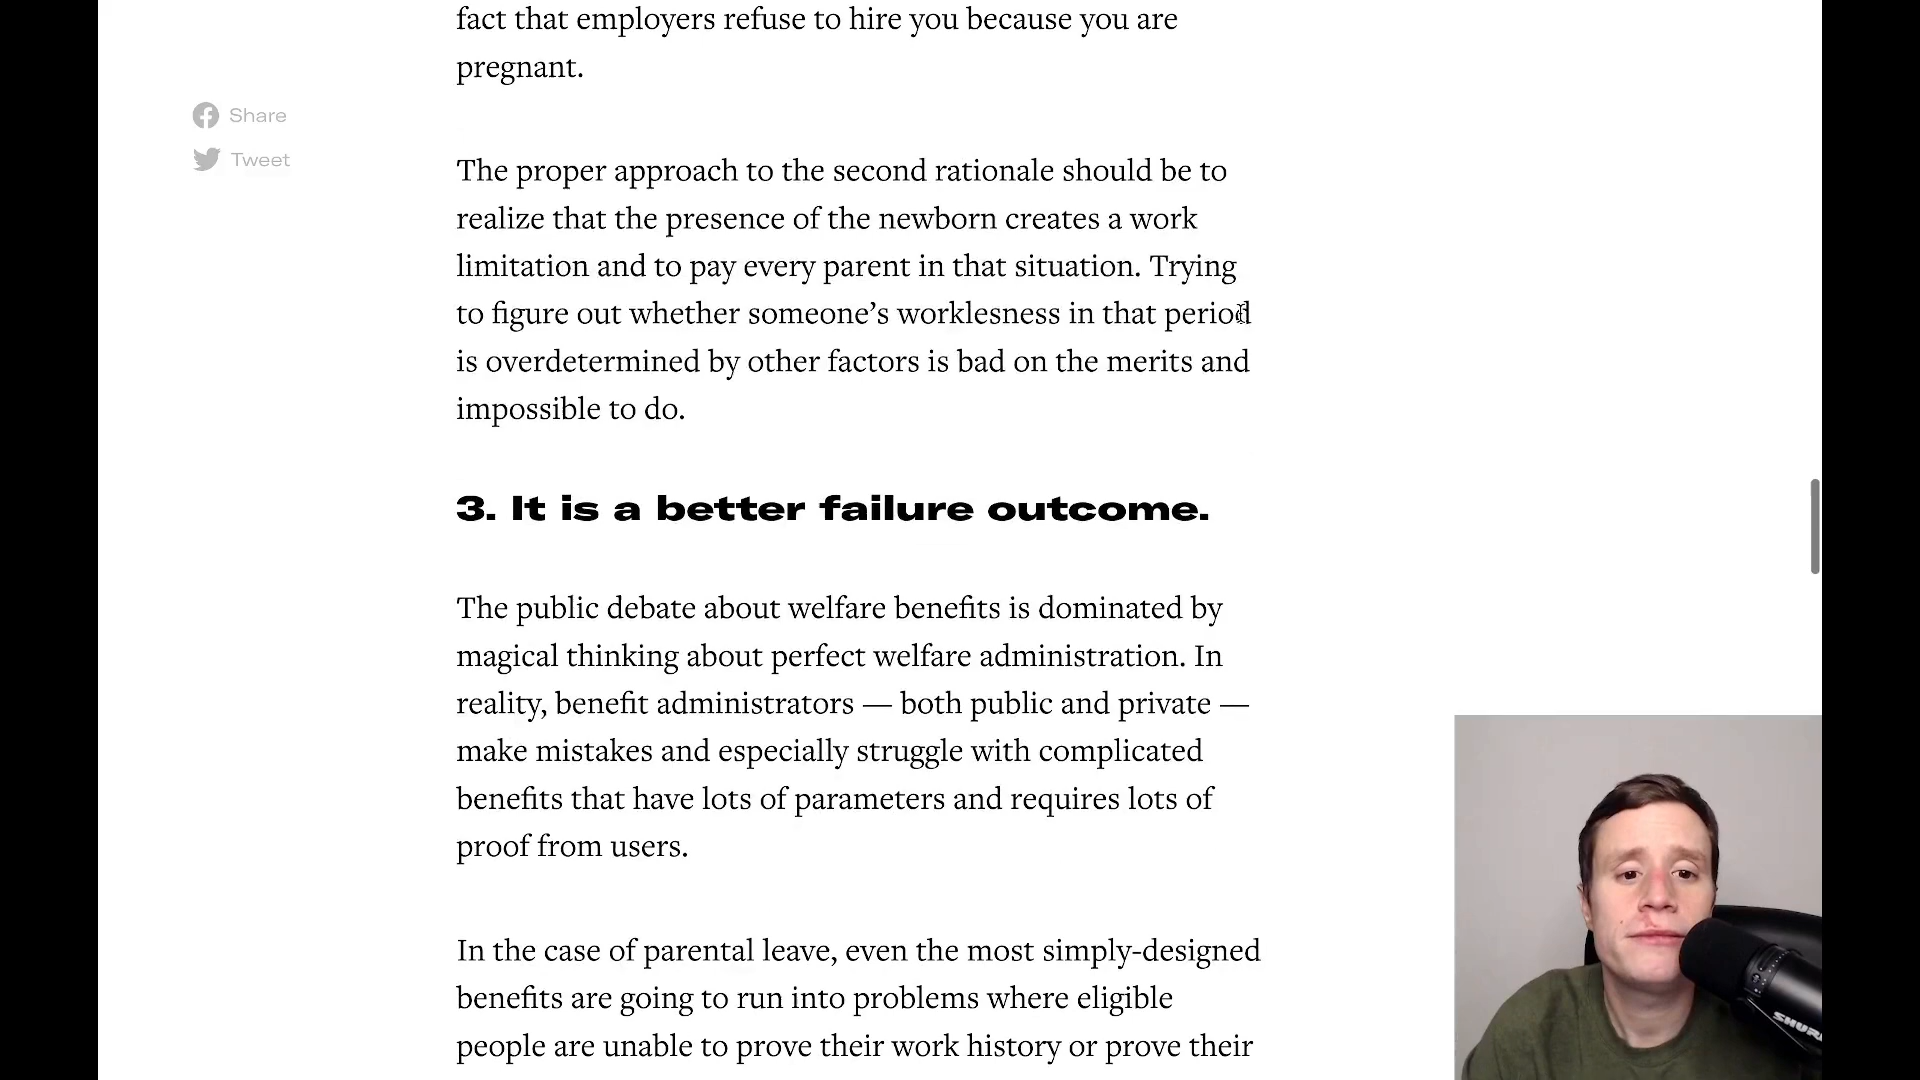 fact that employers refuse to hire you because you are
pregnant.
Share
Tweet
The proper approach to the second rationale should be to
realize that the presence of the newborn creates a work
limitation and to pay every parent in that situation. Trying
to figure out whether someone’s worklesness in that period
is overdetermined by other factors is bad on the merits and
impossible to do.
3. It is a better failure outcome.
The public debate about welfare benefits is dominated by
magical thinking about perfect welfare administration. In
reality, benefit administrators — both public and private —
make mistakes and especially struggle with complicated
benefits that have lots of parameters and requires lots of
proof from users.
In the case of parental leave, even the most simply-designed
benefits are going to run into problems where eligible
people are unable to prove their work history or prove their
SHURE